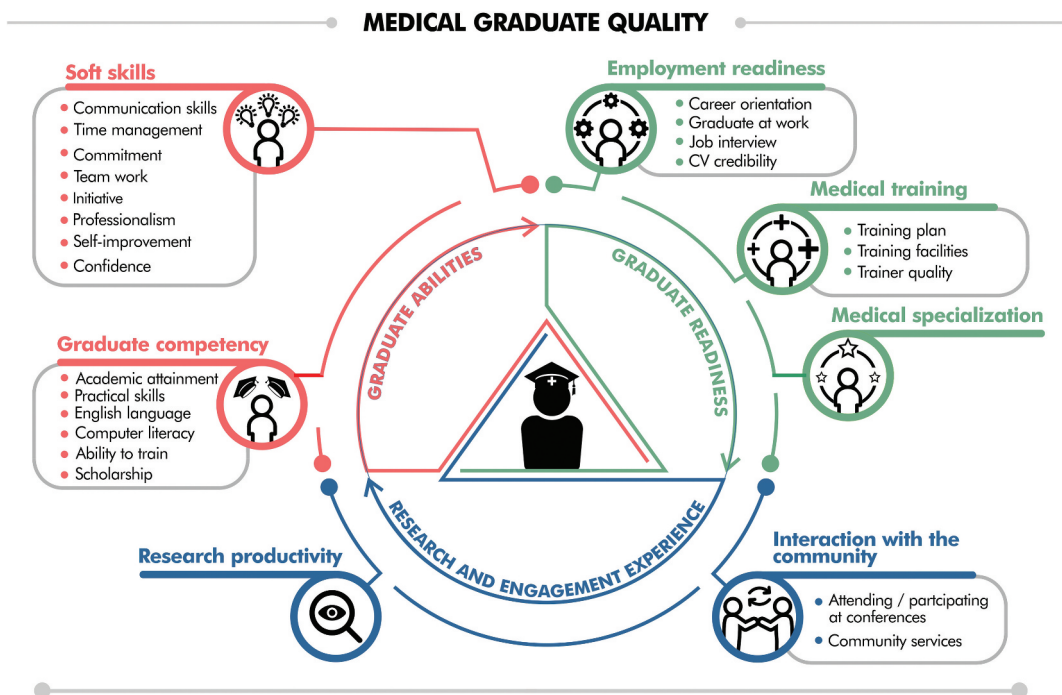 MEDICAL GRADUATE QUALITY
Soft skills
Communication skills
Time management
Commitment
Team work
Initiative
Professionalism
Self-improvement
Confidence
Employment readiness
Career orientation
Graduate at work
Job interview
CV credibility
Medical training
Training plan
Training facilities
Trainer quality
Medical specialization
Graduate competency
Academic attainment
Practical skills
English language
Computer literacy
Ability to train
Scholarship
GRADUATE ABILITIES
GRADUATE READINESS
RESEARCH AND ENGAGEMENT EXPERIENCE
Research productivity
Interaction with the
community
Attending / partcipating
at conferences
Community services